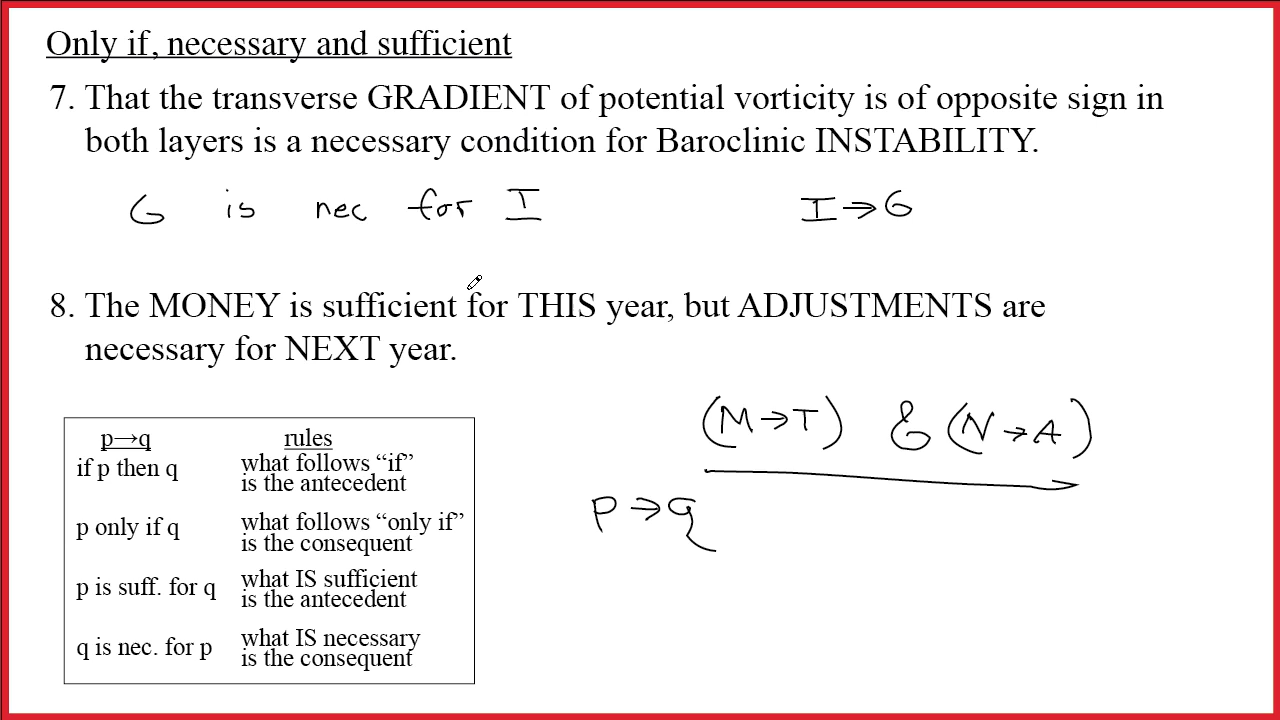 Only if, necessary and sufficient
7. That the transverse GRADIENT of potential vorticity is of opposite sign in
both layers is a necessary condition for Baroclinic INSTABILITY.
G is nec for I
I→G
8. The MONEY is sufficient for THIS year, but ADJUSTMENTS are
necessary for NEXT year.
(M→T) & (N→A)
p→q
p→q rules
if p then q what follows “if”
is the antecedent
p only if q what follows “only if”
is the consequent
p is suff. for q what IS sufficient
is the antecedent
q is nec. for p what IS necessary
is the consequent